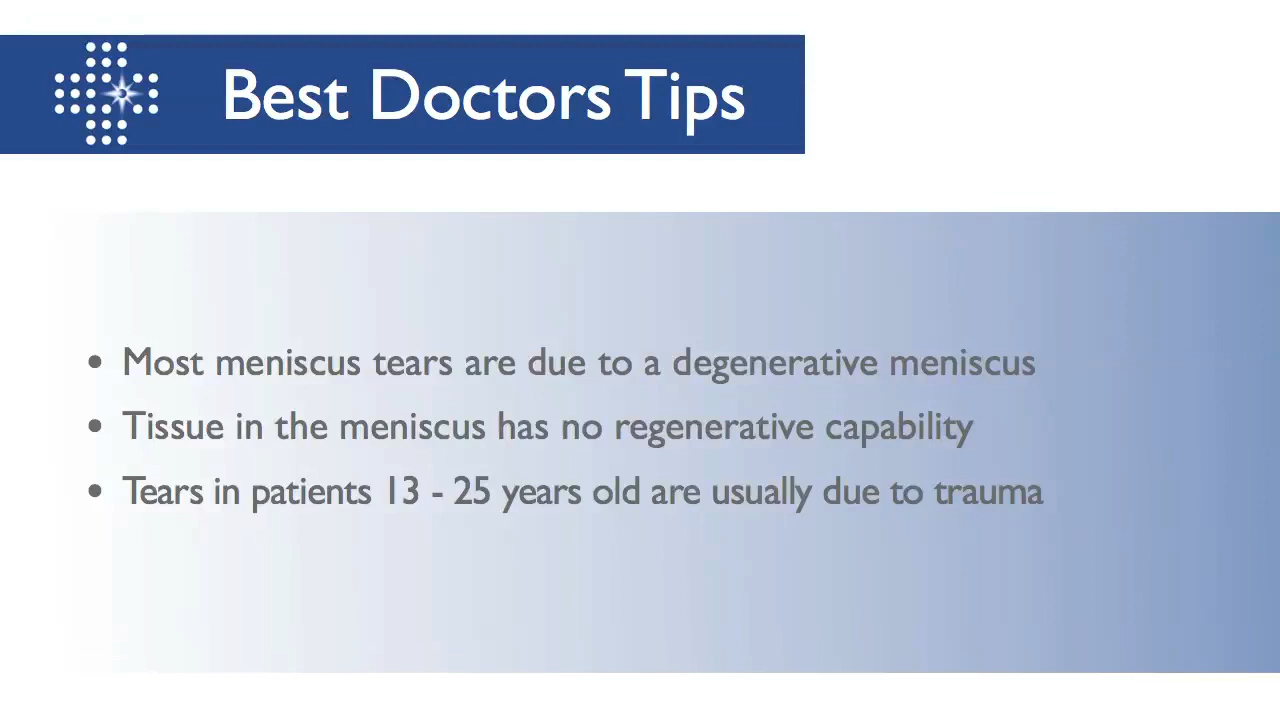 Best Doctors Tips
• Most meniscus tears are due to a degenerative meniscus
• Tissue in the meniscus has no regenerative capability
• Tears in patients 13 - 25 years old are usually due to trauma